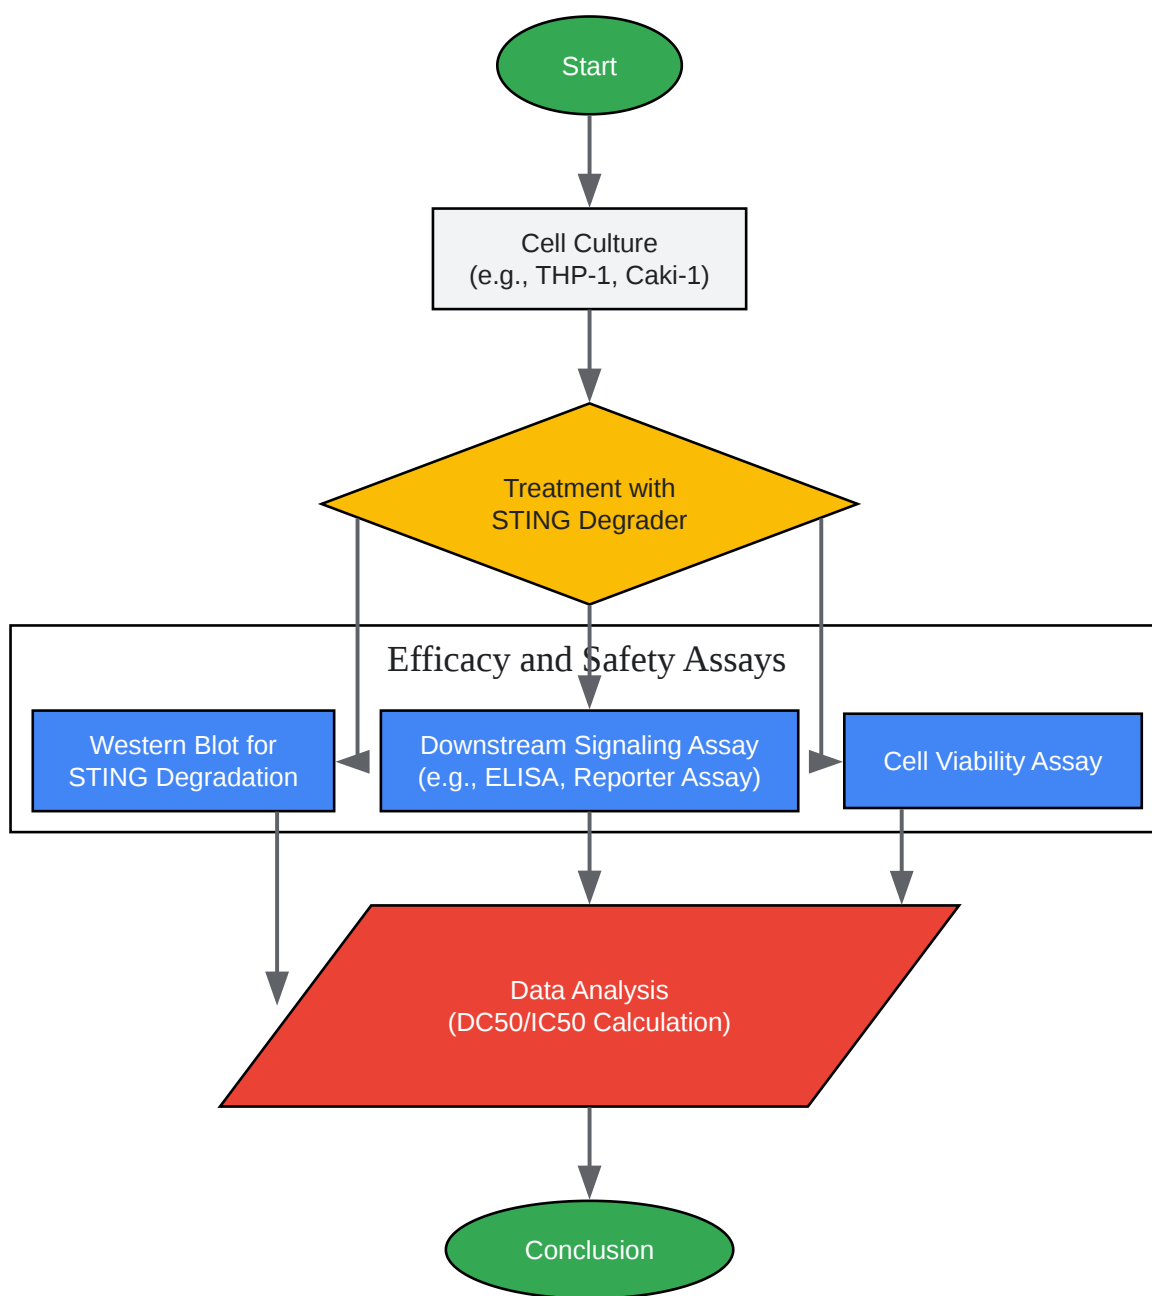 Start
Cell Culture
(e.g., THP-1, Caki-1)
Treatment with
STING Degrader
Efficacy and Safety Assays
Western Blot for
STING Degradation
Downstream Signaling Assay
(e.g., ELISA, Reporter Assay)
Cell Viability Assay
Data Analysis
(DC50/IC50 Calculation)
Conclusion